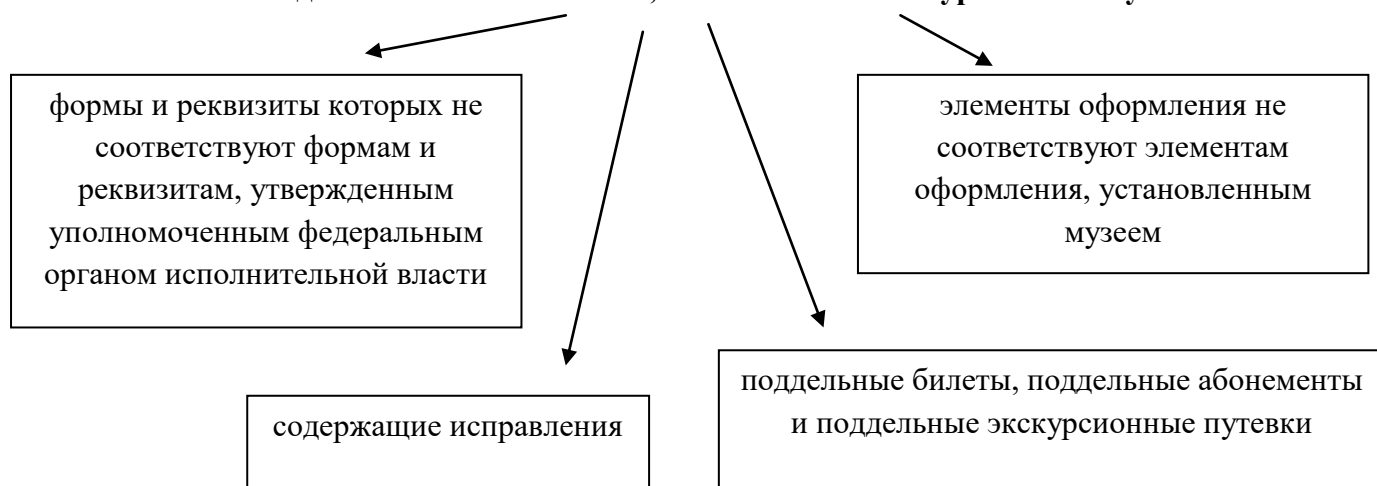 формы и реквизиты которых не
соответствуют формам и
реквизитам, утвержденным
уполномоченным федеральным
органом исполнительной власти
элементы оформления не
соответствуют элементам
оформления, установленным
музеем
содержащие исправления
поддельные билеты, поддельные абонементы
и поддельные экскурсионные путевки